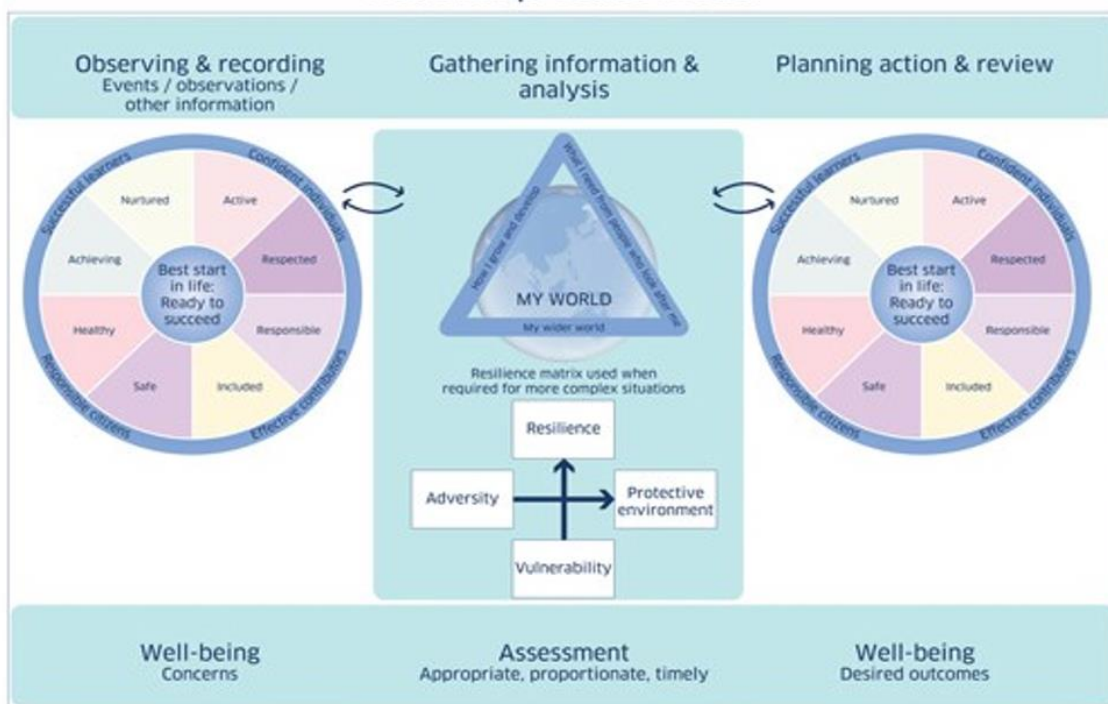 Observing & recording
Events / observations /
other information
Gathering information &
analysis
Planning action & review
Successful learners
Confident individuals
Nurtured
Active
Achieving
Respected
Best start
in life:
Ready to
succeed
Healthy
Responsible
Safe
Included
Responsible citizens
Effective contributors
How I grow and develop
What I need from people who look after me
MY WORLD
My wider world
Resilience matrix used when
required for more complex situations
Resilience
Adversity
Protective
environment
Vulnerability
Successful learners
Confident individuals
Nurtured
Active
Achieving
Respected
Best start
in life:
Ready to
succeed
Healthy
Responsible
Safe
Included
Responsible citizens
Effective contributors
Well-being
Concerns
Assessment
Appropriate, proportionate, timely
Well-being
Desired outcomes